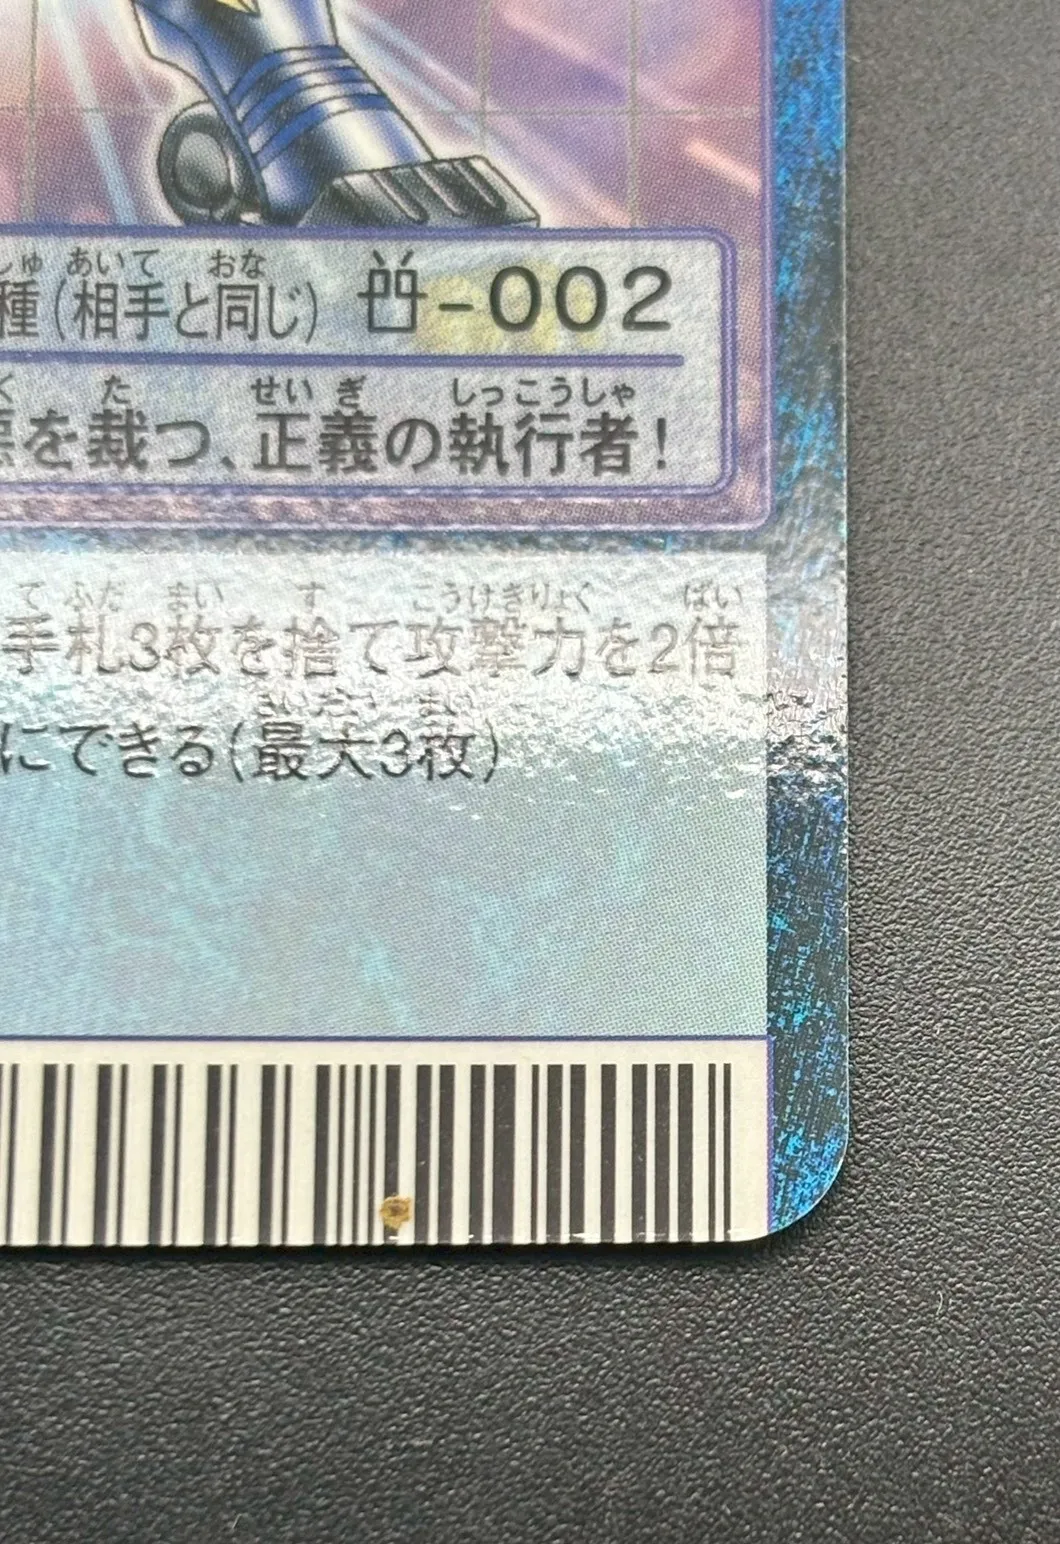 しゅ あいて おな
種(相手と同じ) -002
く た せいぎ しっこうしゃ
悪を裁つ、正義の執行者!
て ふだ まい す こうげきりょく ばい
手札3枚を捨て攻撃力を2倍
さいだい まい
にできる(最大3枚)